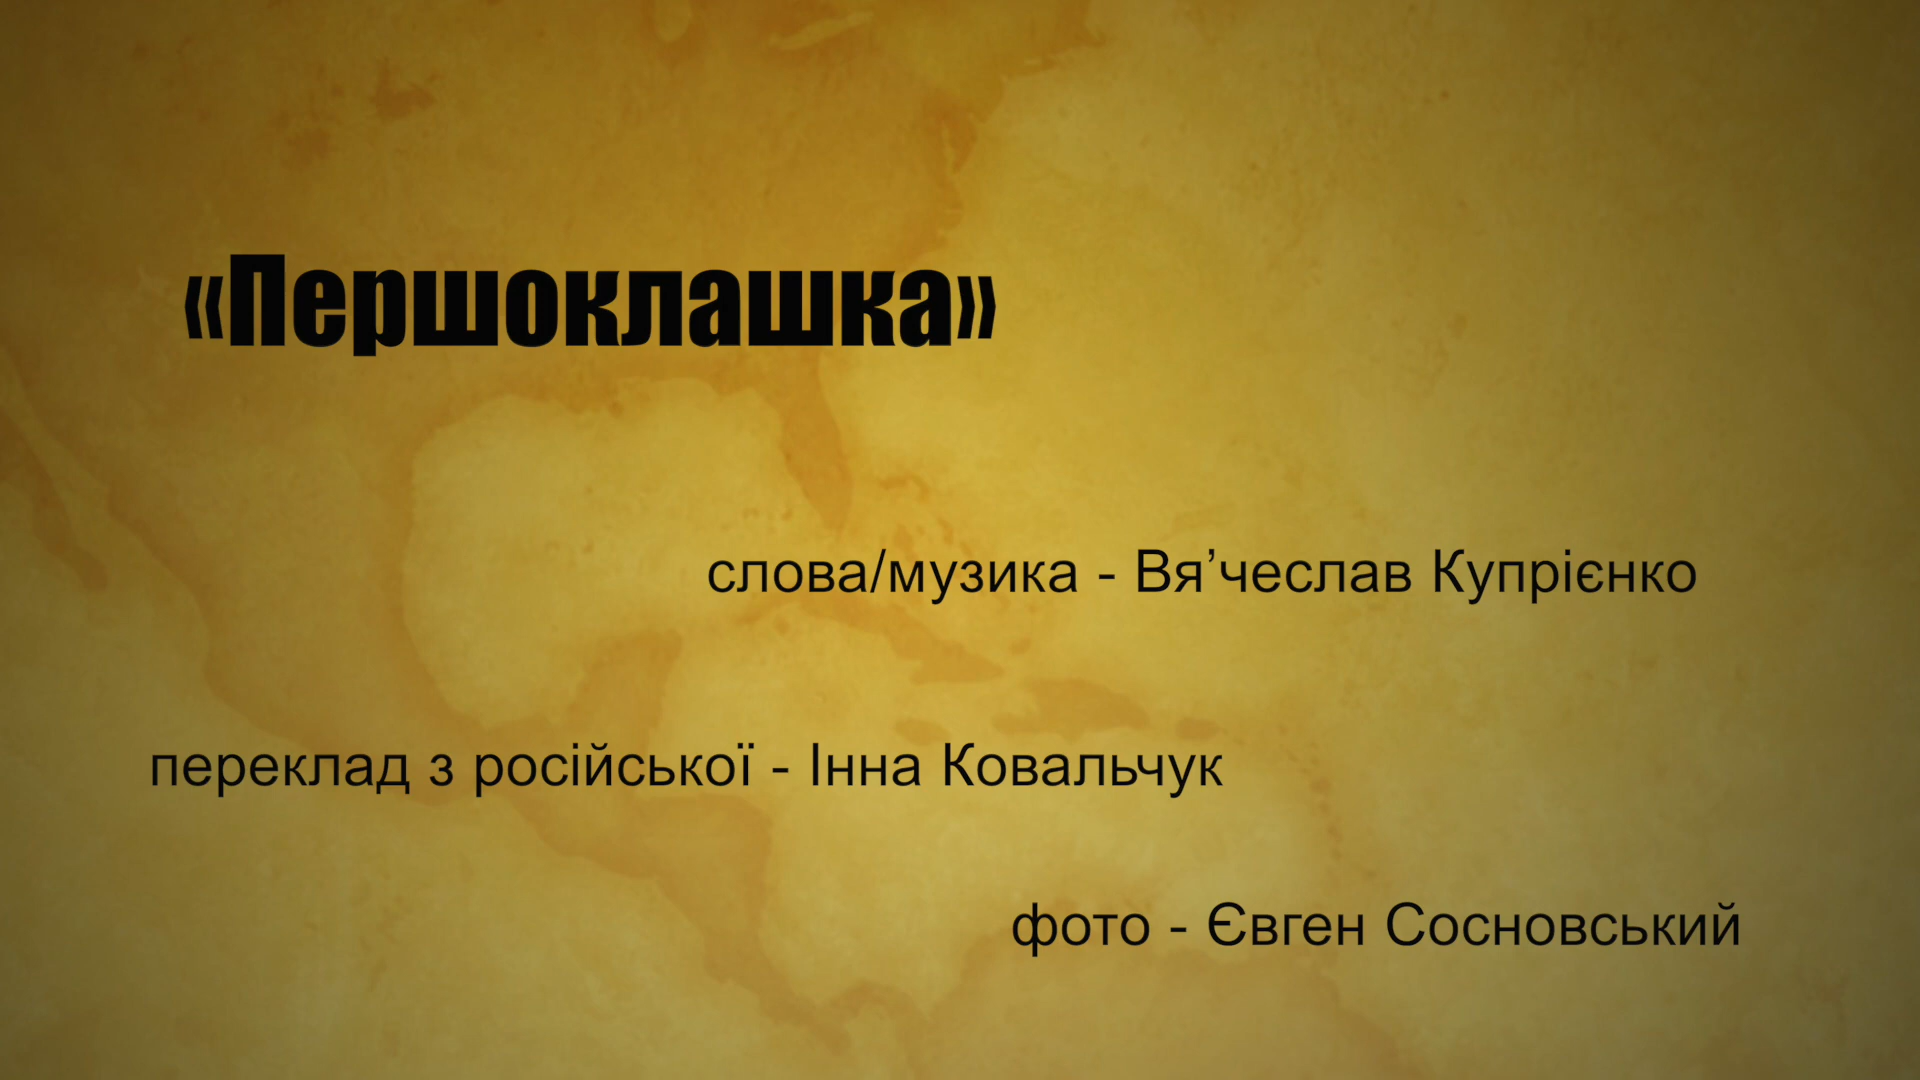 «Першоклашка»
слова/музика - Вя’чеслав Купрієнко
переклад з російської - Інна Ковальчук
фото - Євген Сосновський